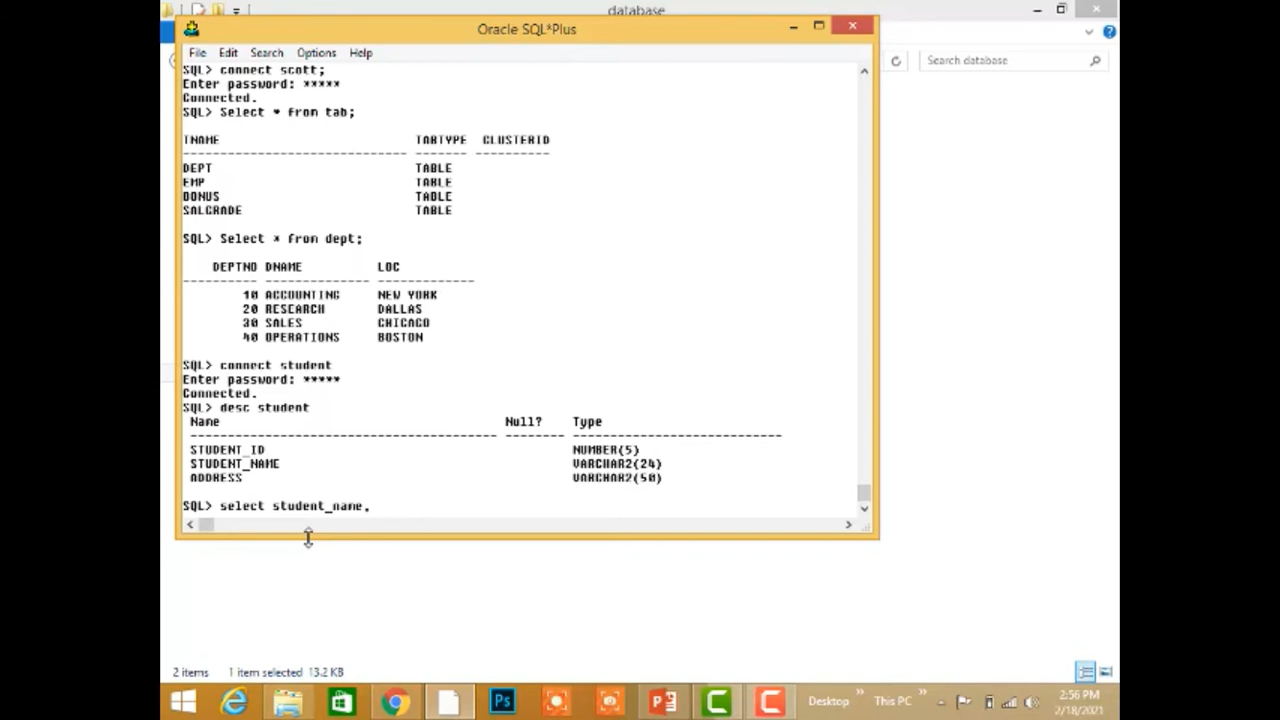 database
Oracle SQL*Plus
File Edit Search Options Help
Search database
SQL> connect scott;
Enter password: *****
Connected.
SQL> Select * from tab;
TNAME TABTYPE CLUSTERID
------------------------------ ------- ----------
DEPT TABLE
EMP TABLE
BONUS TABLE
SALGRADE TABLE
SQL> Select * from dept;
DEPTNO DNAME LOC
---------- -------------- -------------
10 ACCOUNTING NEW YORK
20 RESEARCH DALLAS
30 SALES CHICAGO
40 OPERATIONS BOSTON
SQL> connect student
Enter password: *****
Connected.
SQL> desc student
Name Null? Type
----------------------------------------- -------- ----------------------------
STUDENT_ID NUMBER(5)
STUDENT_NAME VARCHAR2(24)
ADDRESS VARCHAR2(50)
SQL> select student_name,
2 items 1 item selected 13.2 KB
Ps
Desktop » This PC »
2:56 PM
2/18/2021